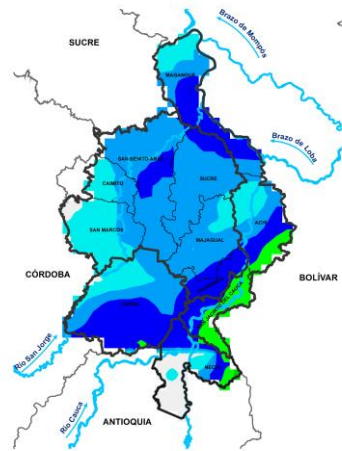 SUCRE
Brazo de Mompós
MAGANGUÉ
Brazo de Loba
SAN BENITO ABAD
SUCRE
CAIMITO
ACHÍ
SAN MARCOS
MAJAGUAL
CÓRDOBA
BOLÍVAR
Río San Jorge
NECHÍ
Río Cauca
ANTIOQUIA